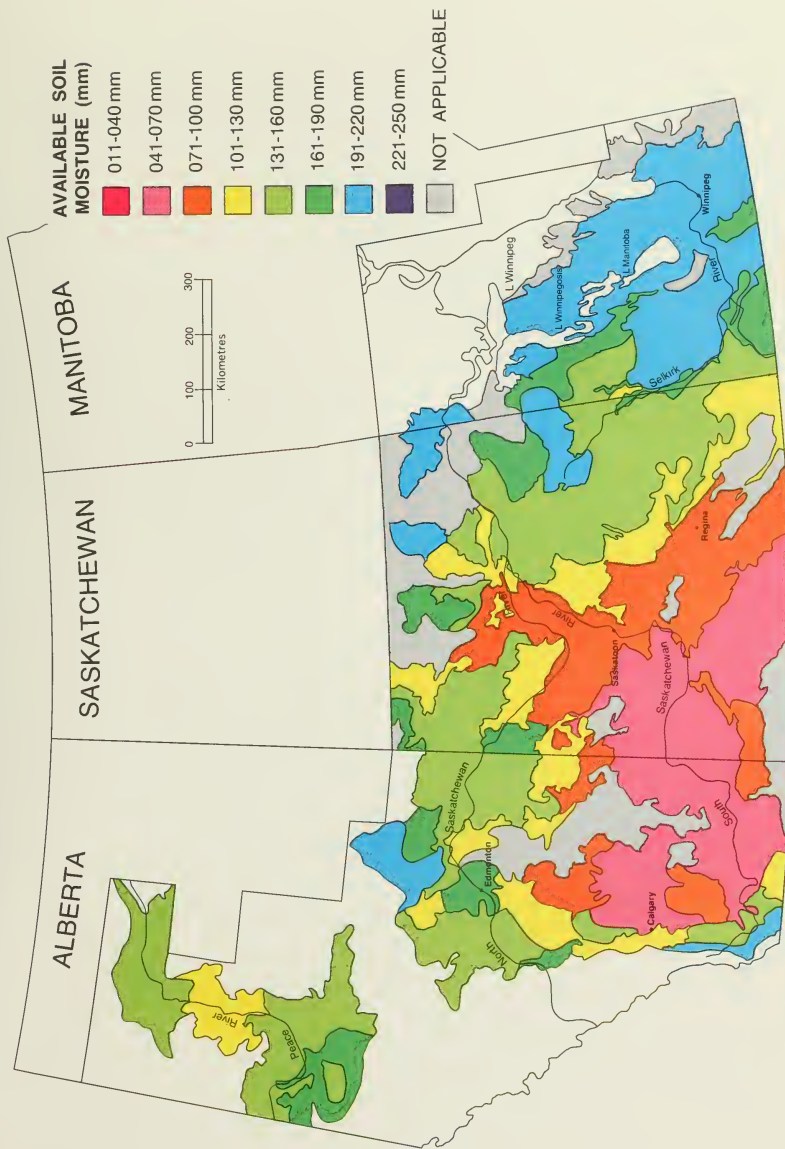 ALBERTA
SASKATCHEWAN
MANITOBA
AVAILABLE SOIL
MOISTURE (mm)
011-040 mm
041-070 mm
071-100 mm
101-130 mm
131-160 mm
161-190 mm
191-220 mm
221-250 mm
NOT APPLICABLE
0 100 200 300
Kilometres
Peace
River
North
Saskatchewan
Edmonton
Calgary
South
Saskatchewan
River
Saskatoon
Regina
L Winnipeg
L Winnipegosis
L Manitoba
Selkirk
River
Winnipeg